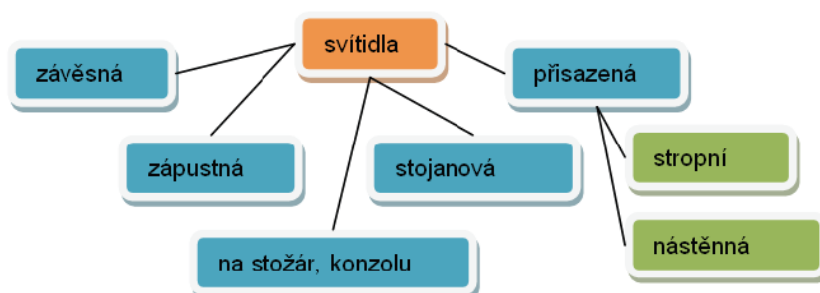 svítidla
závěsná
přisazená
zápustná
stojanová
stropní
na stožár, konzolu
nástěnná